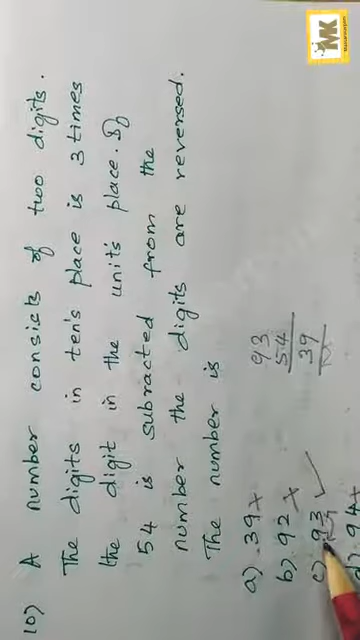 10) A number consists of two digits.
The digits in ten's place is 3 times
the digit in the units place. If
54 is subracted from the
number the digits are reversed.
The number is
a) 39 ×
b) 92 ×
c) 93 ✓
d) 94 ×
93
54
39
MK